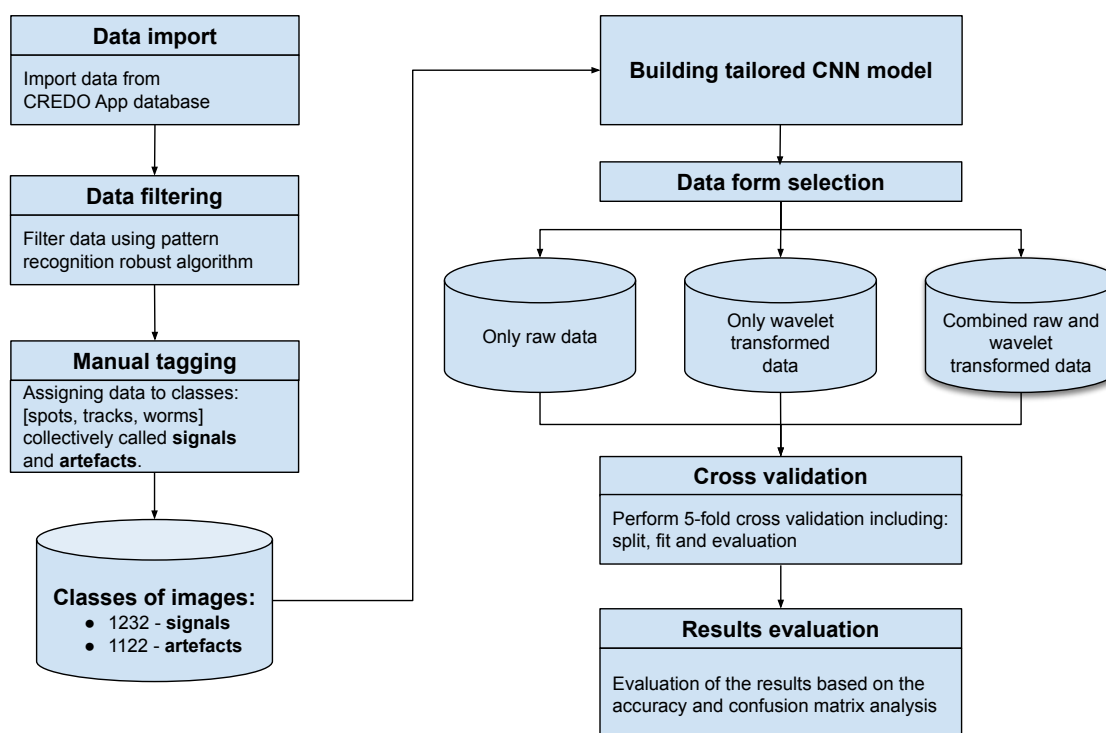 Data import
Import data from
CREDO App database
Data filtering
Filter data using pattern
recognition robust algorithm
Manual tagging
Assigning data to classes:
[spots, tracks, worms]
collectively called signals
and artefacts.
Classes of images:
● 1232 - signals
● 1122 - artefacts
Building tailored CNN model
Data form selection
Only raw data
Only wavelet
transformed
data
Combined raw and
wavelet
transformed data
Cross validation
Perform 5-fold cross validation including:
split, fit and evaluation
Results evaluation
Evaluation of the results based on the
accuracy and confusion matrix analysis